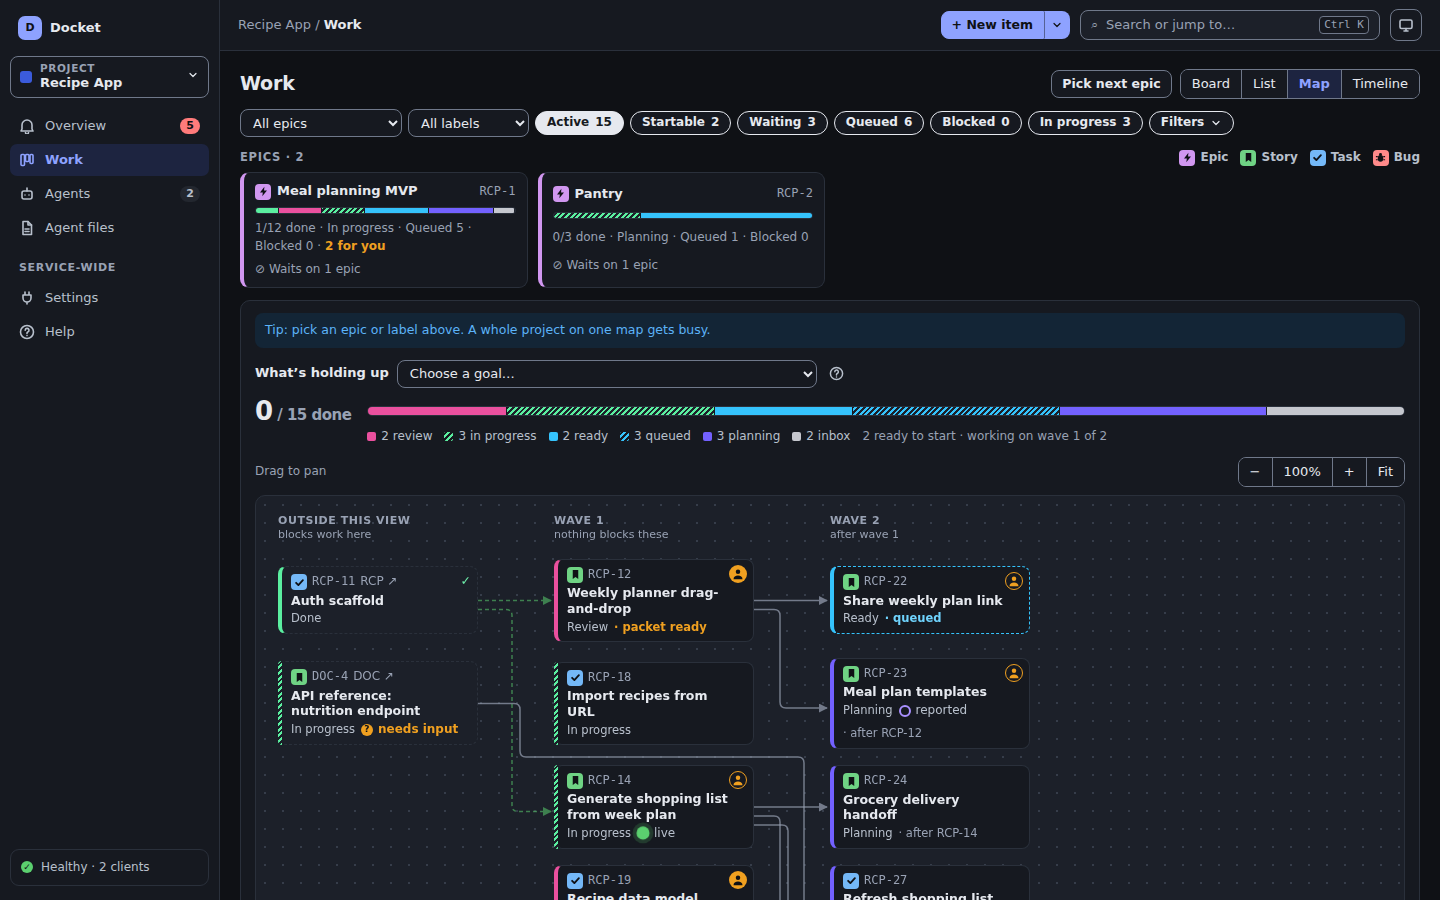 D Docket
PROJECT
Recipe App
Overview 5
Work
Agents 2
Agent files
SERVICE-WIDE
Settings
Help
Healthy · 2 clients
Recipe App / Work
+ New item
Search or jump to…
Ctrl K
Work
Pick next epic
Board List Map Timeline
All epics
All labels
Active 15
Startable 2
Waiting 3
Queued 6
Blocked 0
In progress 3
Filters
EPICS · 2
Epic Story Task Bug
Meal planning MVP RCP-1
1/12 done · In progress · Queued 5 ·
Blocked 0 · 2 for you
⊘ Waits on 1 epic
Pantry RCP-2
0/3 done · Planning · Queued 1 · Blocked 0
⊘ Waits on 1 epic
Tip: pick an epic or label above. A whole project on one map gets busy.
What’s holding up Choose a goal…
0 / 15 done
2 review 3 in progress 2 ready 3 queued 3 planning 2 inbox 2 ready to start · working on wave 1 of 2
Drag to pan
− 100% + Fit
OUTSIDE THIS VIEW
blocks work here
RCP-11 RCP ↗ ✓
Auth scaffold
Done
DOC-4 DOC ↗
API reference:
nutrition endpoint
In progress ? needs input
WAVE 1
nothing blocks these
RCP-12
Weekly planner drag-
and-drop
Review · packet ready
RCP-18
Import recipes from
URL
In progress
RCP-14
Generate shopping list
from week plan
In progress live
RCP-19
Recipe data model
WAVE 2
after wave 1
RCP-22
Share weekly plan link
Ready · queued
RCP-23
Meal plan templates
Planning reported
· after RCP-12
RCP-24
Grocery delivery
handoff
Planning · after RCP-14
RCP-27
Refresh shopping list